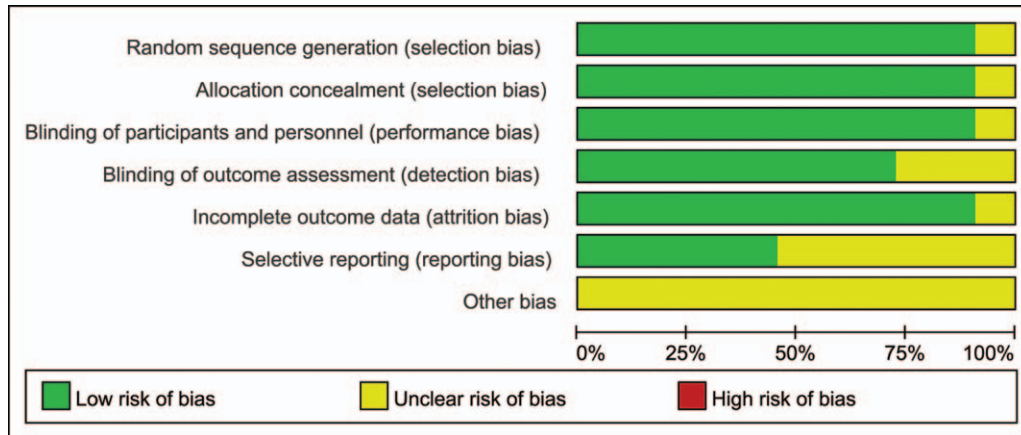 Random sequence generation (selection bias)
Allocation concealment (selection bias)
Blinding of participants and personnel (performance bias)
Blinding of outcome assessment (detection bias)
Incomplete outcome data (attrition bias)
Selective reporting (reporting bias)
Other bias
0% 25% 50% 75% 100%
Low risk of bias Unclear risk of bias High risk of bias